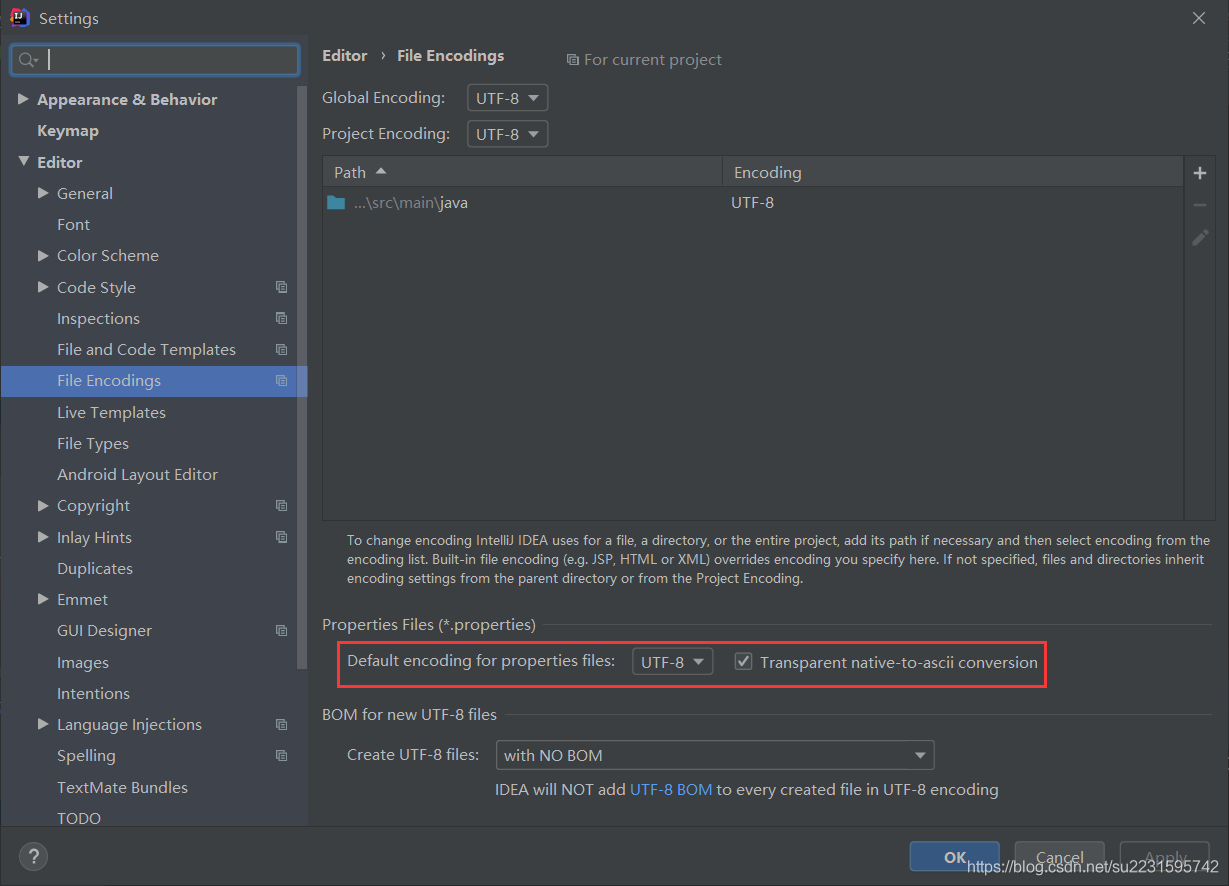 Settings
Appearance & Behavior
Keymap
Editor
General
Font
Color Scheme
Code Style
Inspections
File and Code Templates
File Encodings
Live Templates
File Types
Android Layout Editor
Copyright
Inlay Hints
Duplicates
Emmet
GUI Designer
Images
Intentions
Language Injections
Spelling
TextMate Bundles
TODO
Editor › File Encodings For current project
Global Encoding: UTF-8
Project Encoding: UTF-8
Path Encoding
...\src\main\java UTF-8
To change encoding IntelliJ IDEA uses for a file, a directory, or the entire project, add its path if necessary and then select encoding from the
encoding list. Built-in file encoding (e.g. JSP, HTML or XML) overrides encoding you specify here. If not specified, files and directories inherit
encoding settings from the parent directory or from the Project Encoding.
Properties Files (*.properties)
Default encoding for properties files: UTF-8 Transparent native-to-ascii conversion
BOM for new UTF-8 files
Create UTF-8 files: with NO BOM
IDEA will NOT add UTF-8 BOM to every created file in UTF-8 encoding
? OK Cancel Apply
https://blog.csdn.net/su2231595742